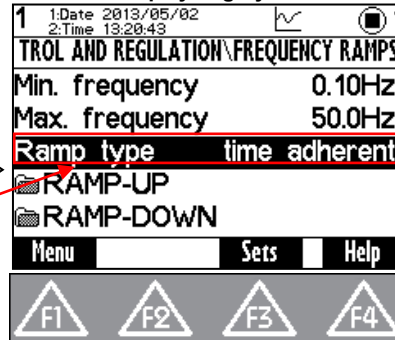 1 1:Date 2013/05/02
2:Time 13:20:43
TROL AND REGULATION\FREQUENCY RAMPS
Min. frequency 0.10Hz
Max. frequency 50.0Hz
Ramp type time adherent
RAMP-UP
RAMP-DOWN
Menu Sets Help
F1 F2 F3 F4